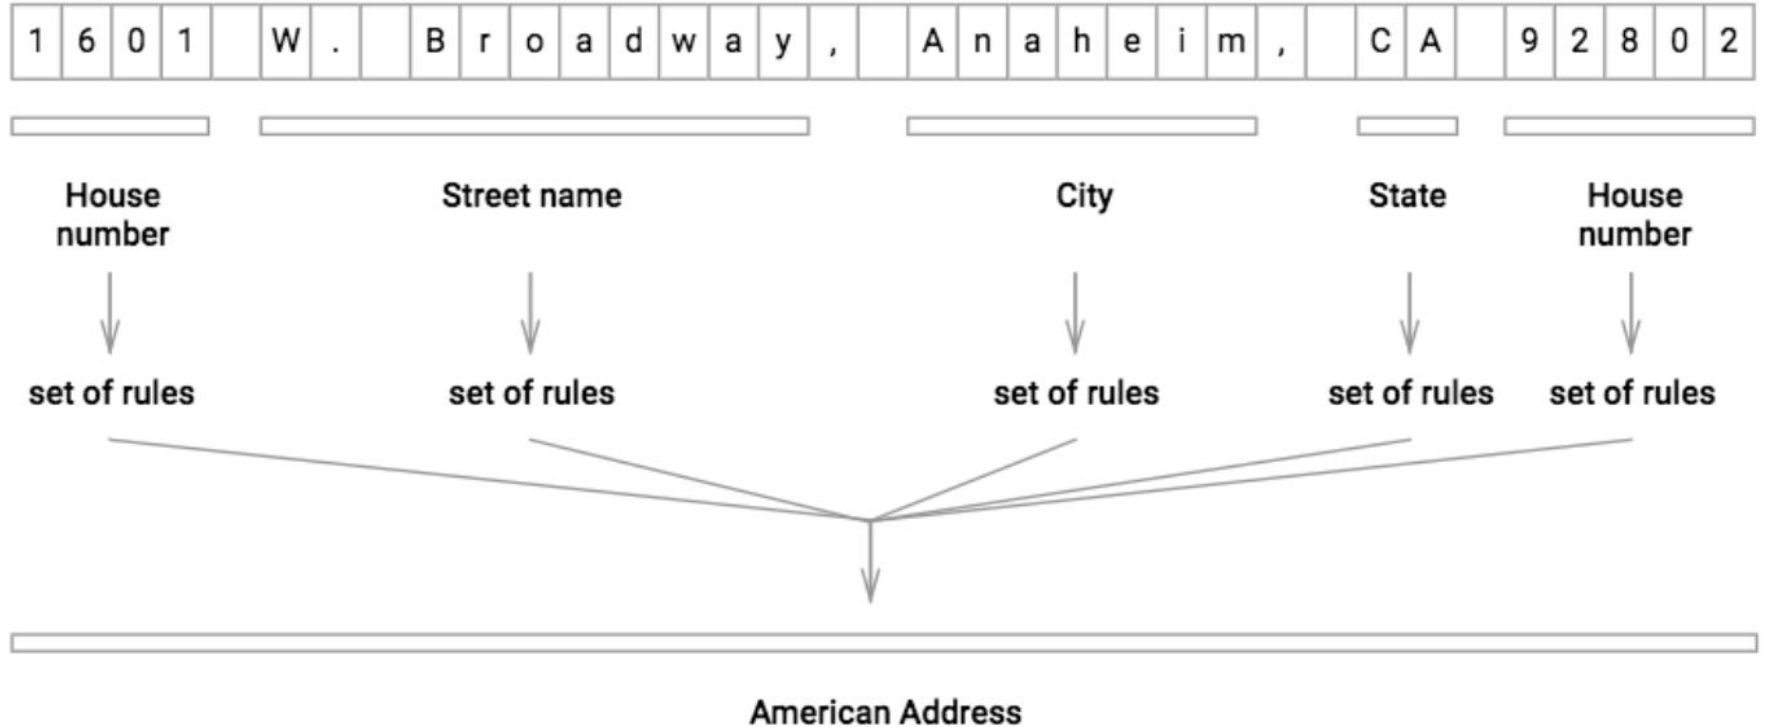 1601 W. Broadway, Anaheim, CA 92802
House number Street name City State House number
set of rules set of rules set of rules set of rules set of rules
American Address